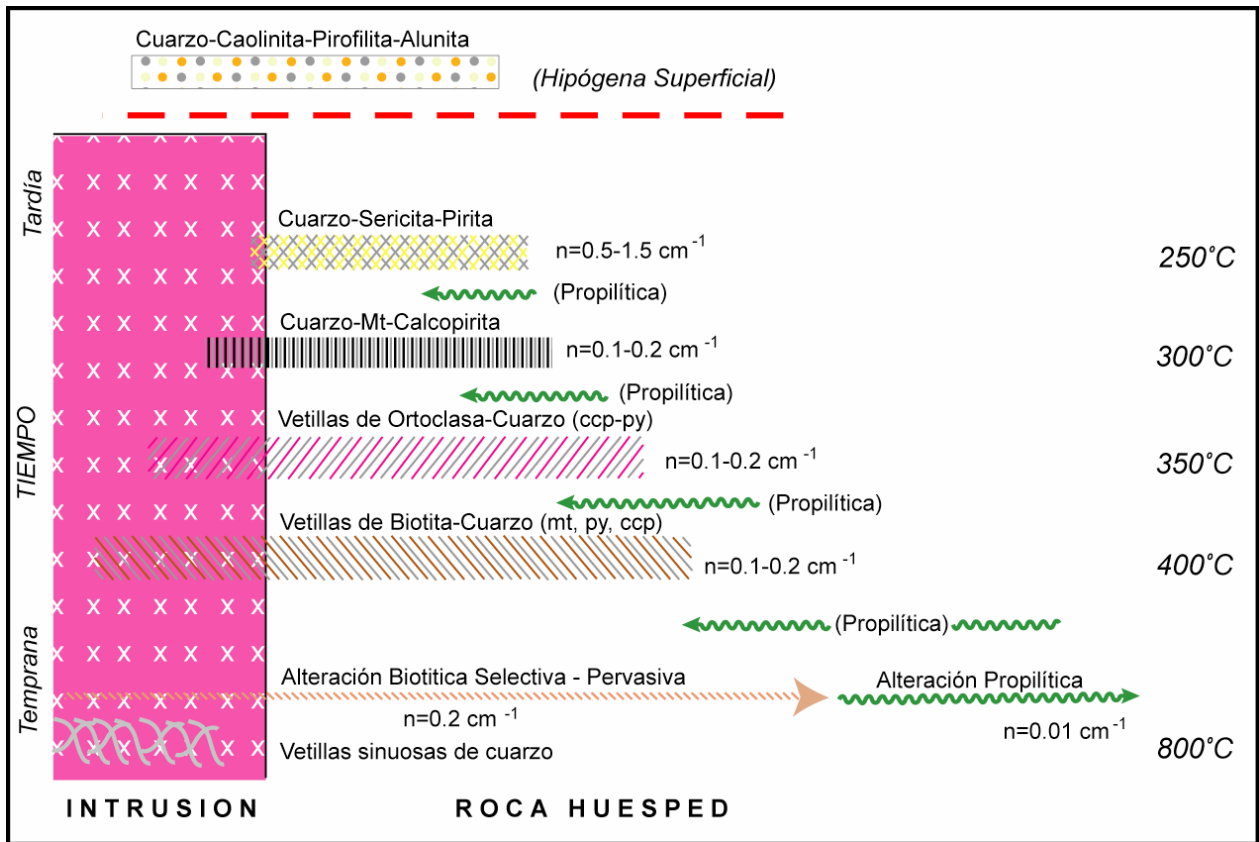 Cuarzo-Caolinita-Pirofilita-Alunita
(Hipógena Superficial)
Tardía
Cuarzo-Sericita-Pirita
n=0.5-1.5 cm⁻¹
250°C
(Propilítica)
Cuarzo-Mt-Calcopirita
n=0.1-0.2 cm⁻¹
300°C
(Propilítica)
Vetillas de Ortoclasa-Cuarzo (ccp-py)
n=0.1-0.2 cm⁻¹
350°C
TIEMPO
(Propilítica)
Vetillas de Biotita-Cuarzo (mt, py, ccp)
n=0.1-0.2 cm⁻¹
400°C
(Propilítica)
Temprana
Alteración Biotitica Selectiva - Pervasiva
Alteración Propilítica
n=0.2 cm⁻¹
n=0.01 cm⁻¹
Vetillas sinuosas de cuarzo
800°C
INTRUSION
ROCA HUESPED